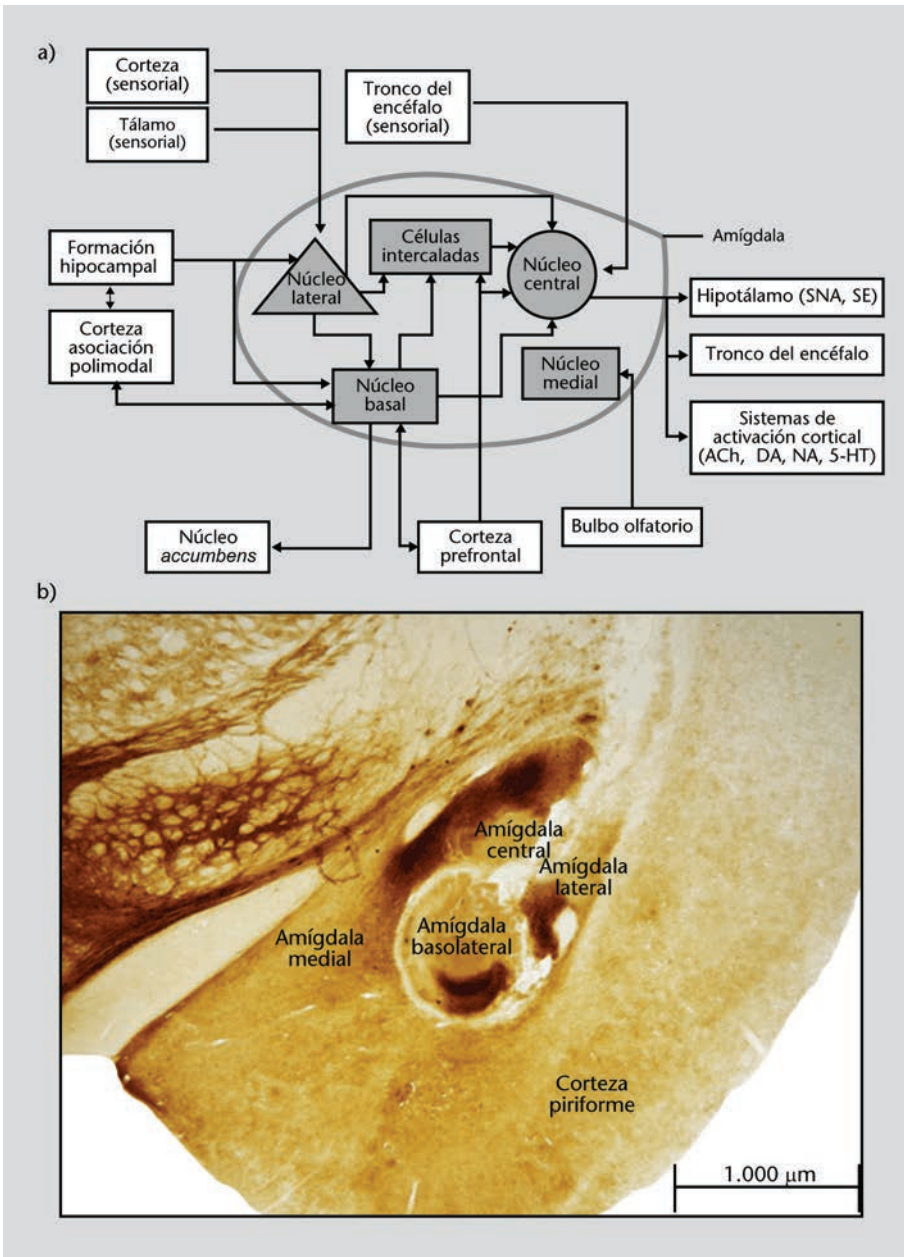 a)
Corteza
(sensorial)
Tálamo
(sensorial)
Tronco del
encéfalo
(sensorial)
Formación
hipocampal
Corteza
asociación
polimodal
Núcleo
lateral
Células
intercaladas
Núcleo
central
Amígdala
Núcleo
basal
Núcleo
medial
Hipotálamo (SNA, SE)
Tronco del encéfalo
Sistemas de
activación cortical
(ACh, DA, NA, 5-HT)
Núcleo
accumbens
Corteza
prefrontal
Bulbo olfatorio
b)
Amígdala
central
Amígdala
lateral
Amígdala
basolateral
Amígdala
medial
Corteza
piriforme
1.000 µm